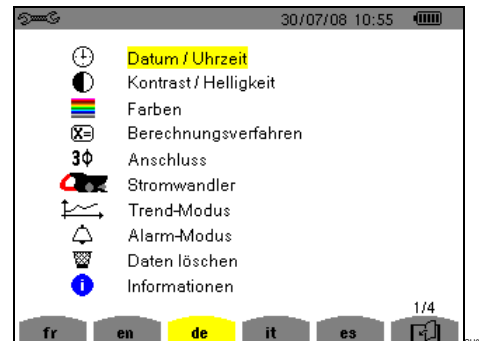 30/07/08 10:55
Datum / Uhrzeit
Kontrast / Helligkeit
Farben
X= Berechnungsverfahren
3Φ Anschluss
Stromwandler
Trend-Modus
Alarm-Modus
Daten löschen
i Informationen
1/4
fr en de it es